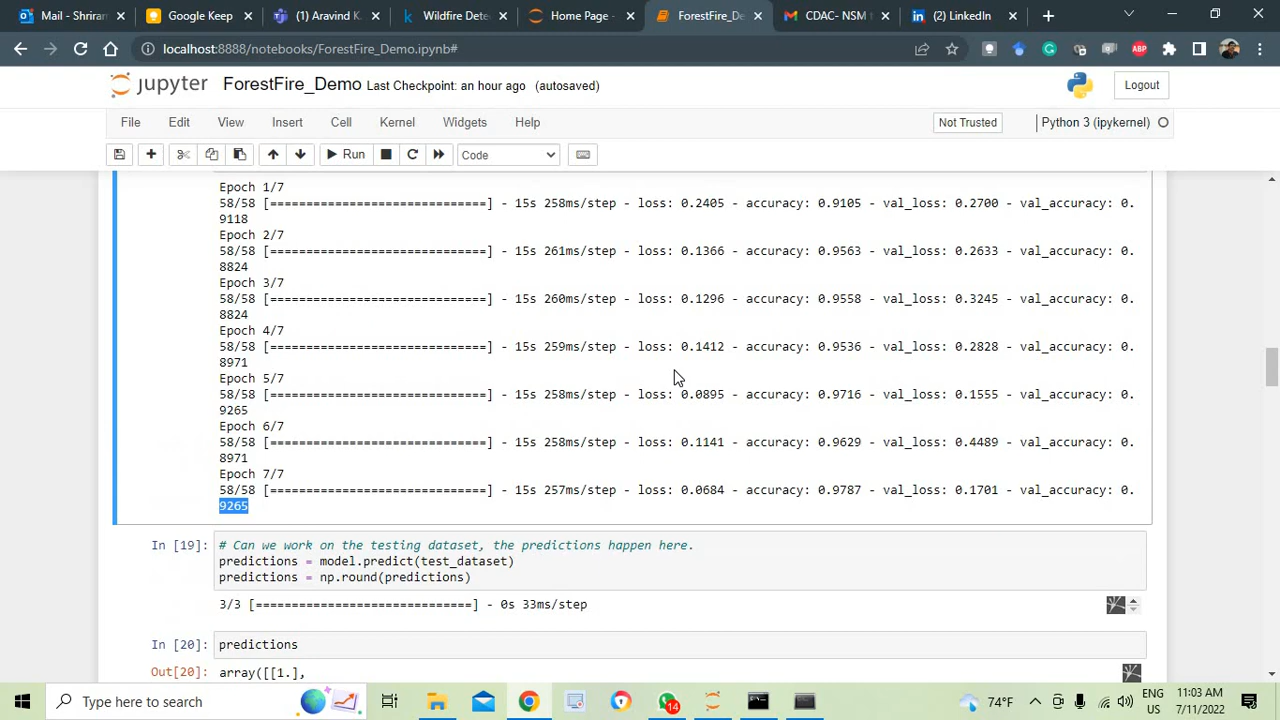 Mail - Shriram
Google Keep
Teams | Aravind K
Wildfire Dete
Home Page -
ForestFire_De
CDAC- NSM
(2) LinkedIn
localhost:8888/notebooks/ForestFire_Demo.ipynb#
jupyter ForestFire_Demo Last Checkpoint: an hour ago (autosaved)
Logout
File Edit View Insert Cell Kernel Widgets Help
Not Trusted
Python 3 (ipykernel)
Run
Code
Epoch 1/7
58/58 [==============================] - 15s 258ms/step - loss: 0.2405 - accuracy: 0.9105 - val_loss: 0.2700 - val_accuracy: 0.
9118
Epoch 2/7
58/58 [==============================] - 15s 261ms/step - loss: 0.1366 - accuracy: 0.9563 - val_loss: 0.2633 - val_accuracy: 0.
8824
Epoch 3/7
58/58 [==============================] - 15s 260ms/step - loss: 0.1296 - accuracy: 0.9558 - val_loss: 0.3245 - val_accuracy: 0.
8824
Epoch 4/7
58/58 [==============================] - 15s 259ms/step - loss: 0.1412 - accuracy: 0.9536 - val_loss: 0.2828 - val_accuracy: 0.
8971
Epoch 5/7
58/58 [==============================] - 15s 258ms/step - loss: 0.0895 - accuracy: 0.9716 - val_loss: 0.1555 - val_accuracy: 0.
9265
Epoch 6/7
58/58 [==============================] - 15s 258ms/step - loss: 0.1141 - accuracy: 0.9629 - val_loss: 0.4489 - val_accuracy: 0.
8971
Epoch 7/7
58/58 [==============================] - 15s 257ms/step - loss: 0.0684 - accuracy: 0.9787 - val_loss: 0.1701 - val_accuracy: 0.
9265
In [19]: # Can we work on the testing dataset, the predictions happen here.
predictions = model.predict(test_dataset)
predictions = np.round(predictions)
3/3 [==============================] - 0s 33ms/step
In [20]: predictions
Out[20]: array([[1.],
Type here to search
14
74°F
ENG
US
11:03 AM
7/11/2022